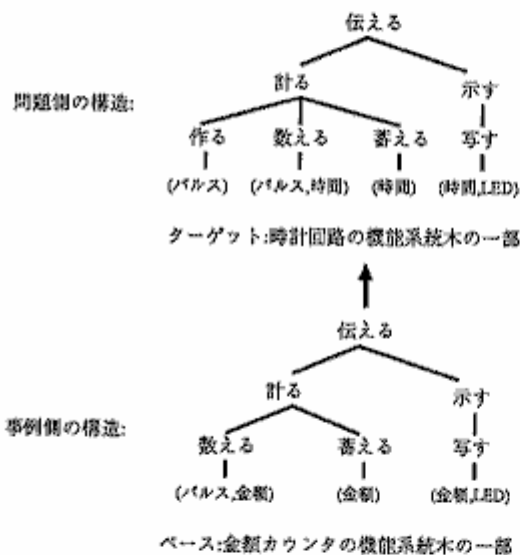 伝える
計る 示す
問題側の構造:
作る 数える 蓄える 写す
(パルス) (パルス,時間) (時間) (時間,LED)
ターゲット:時計回路の機能系統木の一部
伝える
計る 示す
事例側の構造:
数える 蓄える 写す
(パルス,金額) (金額) (金額,LED)
ベース:金額カウンタの機能系統木の一部